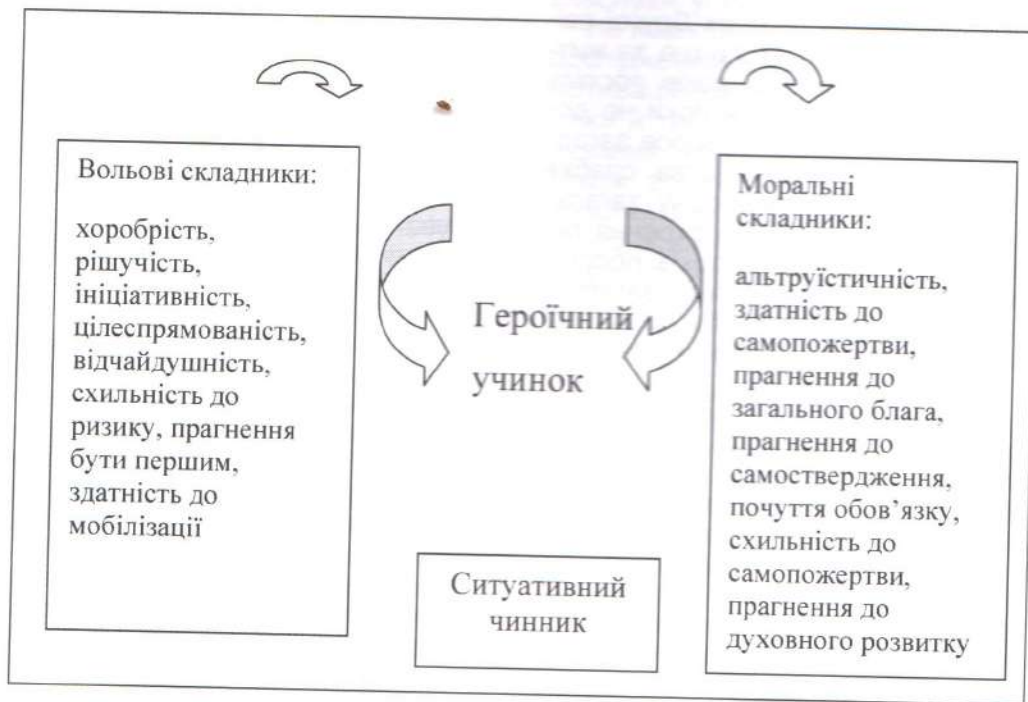 Вольові складники:
хоробрість,
рішучість,
ініціативність,
цілеспрямованість,
відчайдушність,
схильність до
ризику, прагнення
бути першим,
здатність до
мобілізації
Героїчний
учинок
Ситуативний
чинник
Моральні
складники:
альтруїстичність,
здатність до
самопожертви,
прагнення до
загального блага,
прагнення до
самоствердження,
почуття обов’язку,
схильність до
самопожертви,
прагнення до
духовного розвитку